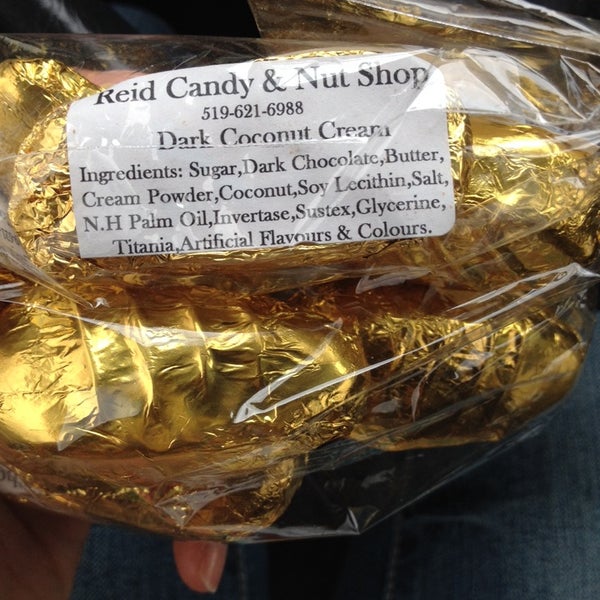 Reid Candy & Nut Shop
519-621-6988
Dark Coconut Cream
Ingredients: Sugar,Dark Chocolate,Butter,
Cream Powder,Coconut,Soy Lecithin,Salt,
N.H Palm Oil,Invertase,Sustex,Glycerine,
Titania,Artificial Flavours & Colours.